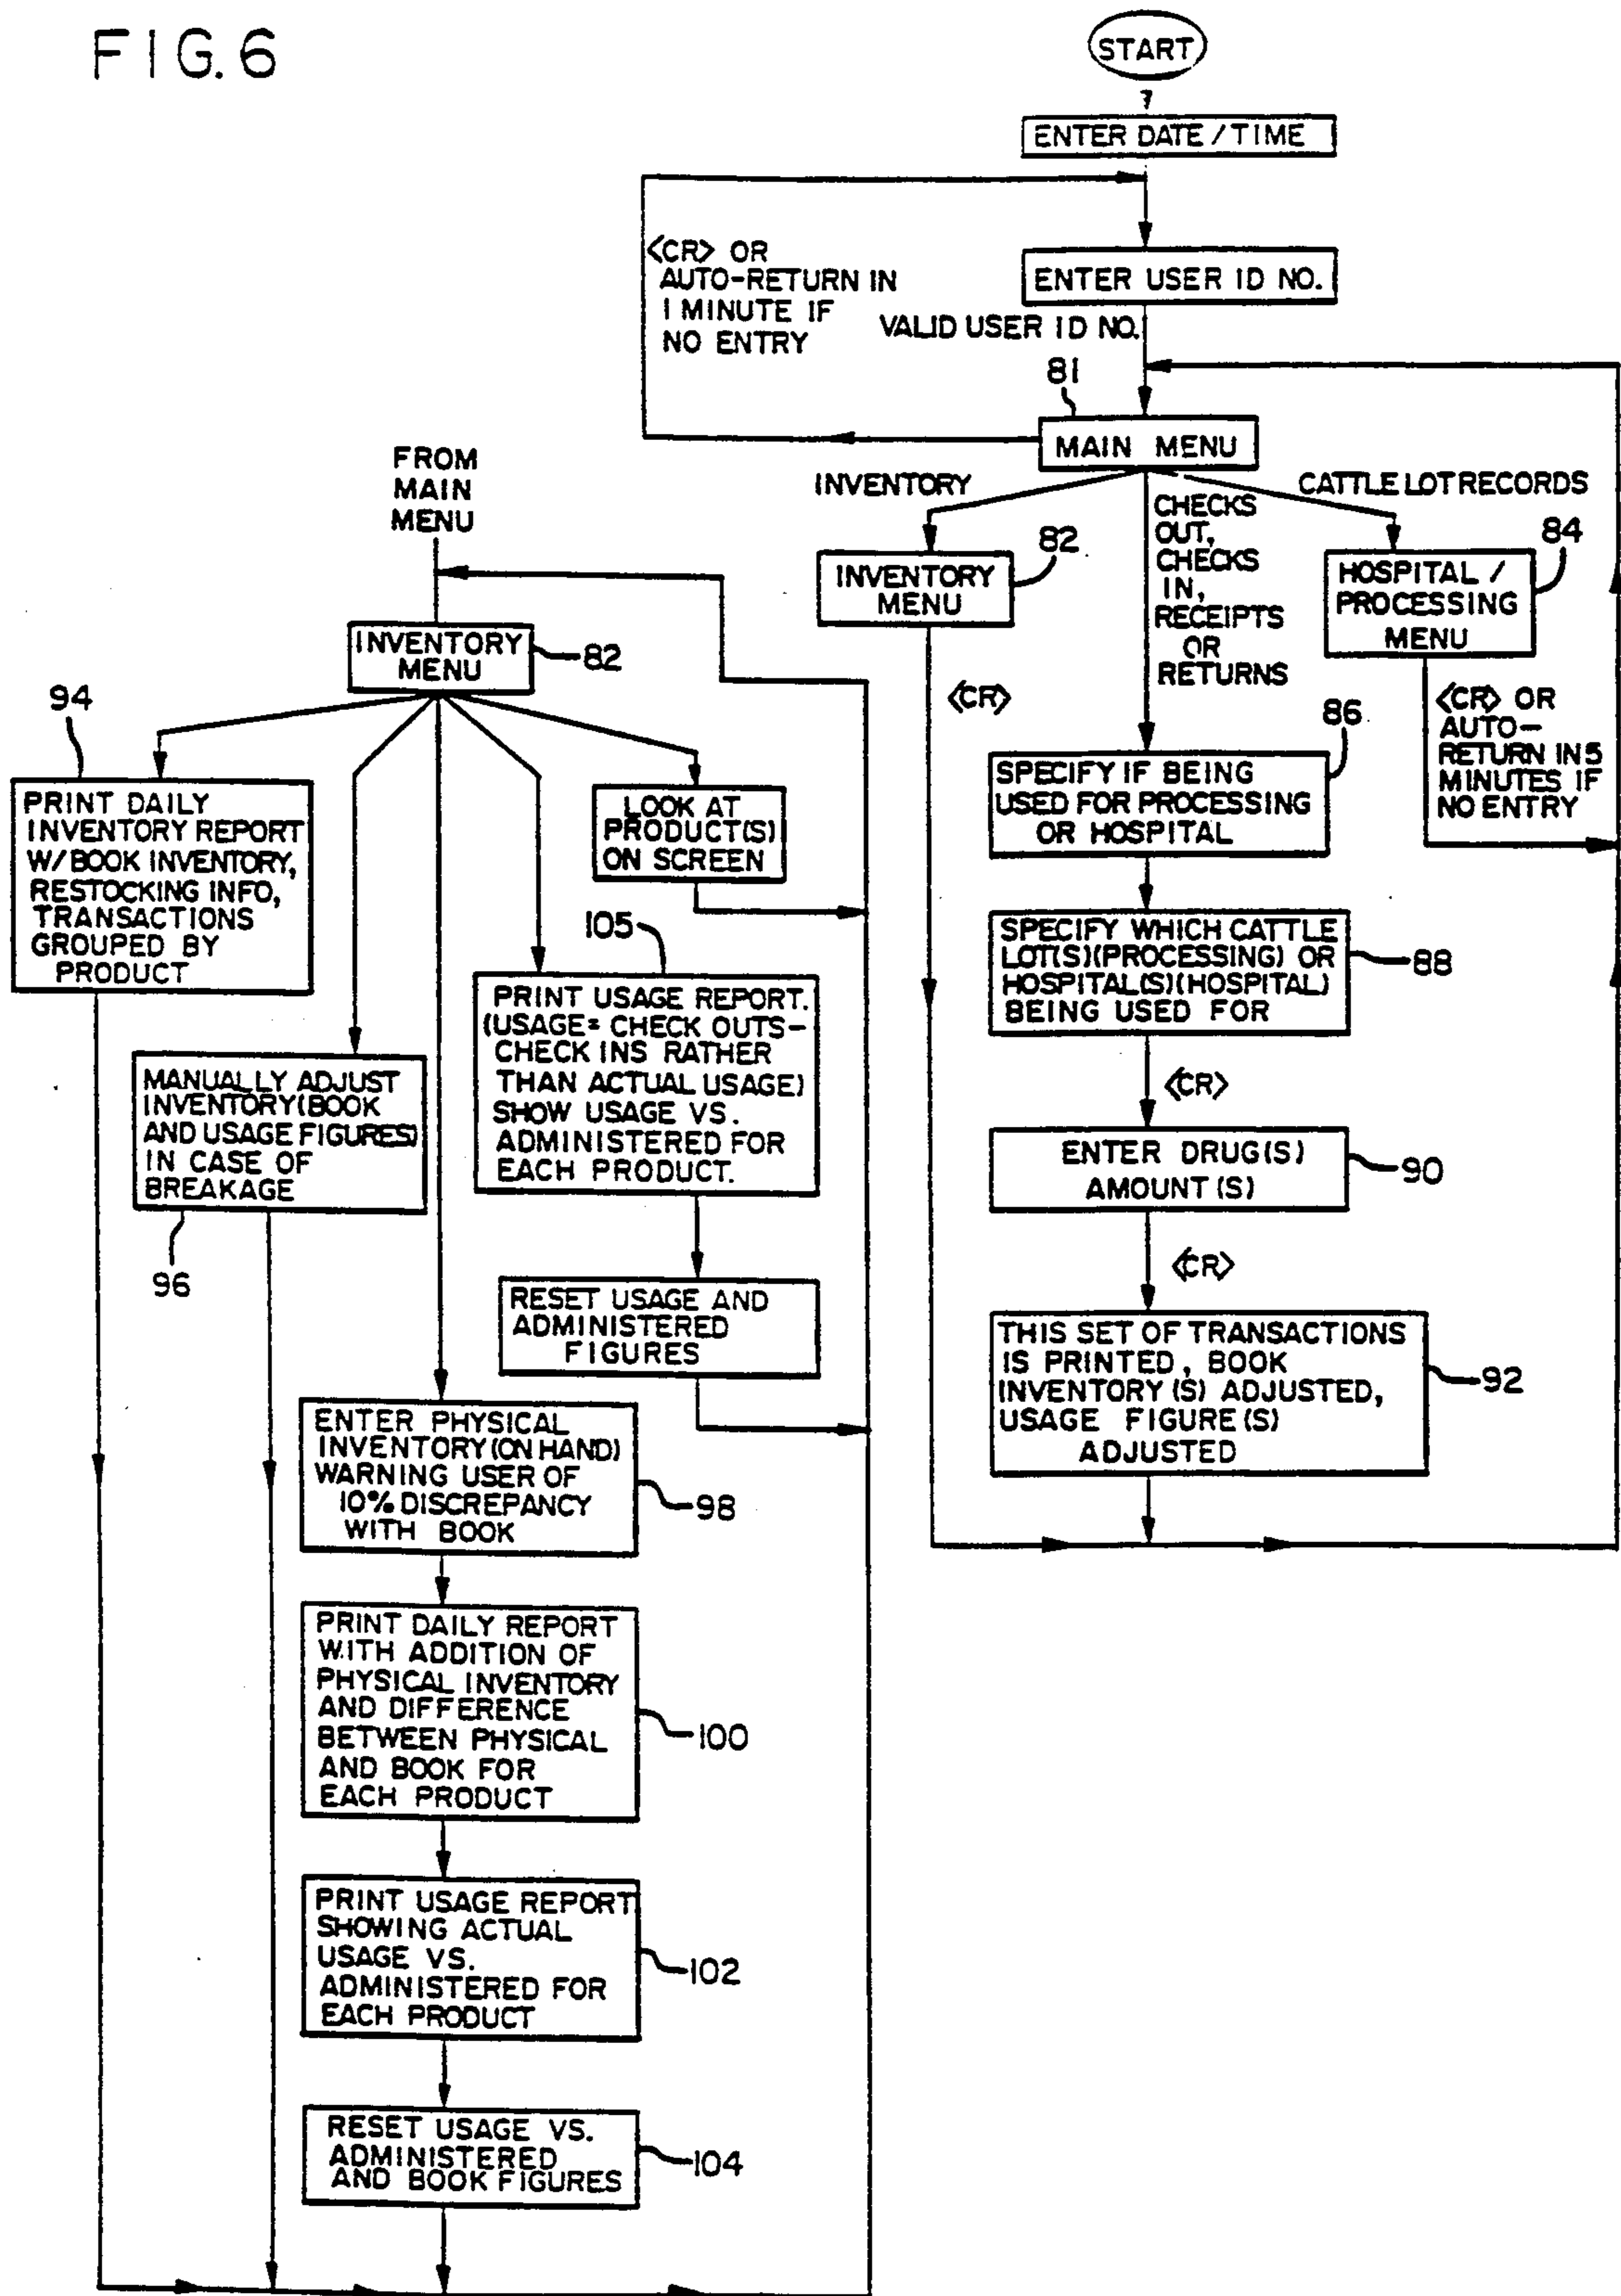 FIG. 6
START
ENTER DATE / TIME
<CR> OR
AUTO-RETURN IN
1 MINUTE IF
NO ENTRY
ENTER USER ID NO.
VALID USER ID NO.
81
MAIN MENU
INVENTORY
CHECKS
OUT,
CHECKS
IN,
RECEIPTS
OR
RETURNS
CATTLE LOT RECORDS
82
INVENTORY
MENU
84
HOSPITAL /
PROCESSING
MENU
<CR>
<CR> OR
AUTO-
RETURN IN 5
MINUTES IF
NO ENTRY
86
SPECIFY IF BEING
USED FOR PROCESSING
OR HOSPITAL
SPECIFY WHICH CATTLE
LOT(S)(PROCESSING) OR
HOSPITAL(S)(HOSPITAL)
BEING USED FOR
88
<CR>
ENTER DRUG(S)
AMOUNT(S)
90
<CR>
THIS SET OF TRANSACTIONS
IS PRINTED, BOOK
INVENTORY(S) ADJUSTED,
USAGE FIGURE(S)
ADJUSTED
92
FROM
MAIN
MENU
INVENTORY
MENU
82
94
PRINT DAILY
INVENTORY REPORT
W/BOOK INVENTORY,
RESTOCKING INFO,
TRANSACTIONS
GROUPED BY
PRODUCT
LOOK AT
PRODUCT(S)
ON SCREEN
105
PRINT USAGE REPORT.
(USAGE= CHECK OUTS-
CHECK INS RATHER
THAN ACTUAL USAGE)
SHOW USAGE VS.
ADMINISTERED FOR
EACH PRODUCT.
MANUALLY ADJUST
INVENTORY(BOOK
AND USAGE FIGURES)
IN CASE OF
BREAKAGE
96
RESET USAGE AND
ADMINISTERED
FIGURES
ENTER PHYSICAL
INVENTORY(ON HAND)
WARNING USER OF
10% DISCREPANCY
WITH BOOK
98
PRINT DAILY REPORT
WITH ADDITION OF
PHYSICAL INVENTORY
AND DIFFERENCE
BETWEEN PHYSICAL
AND BOOK FOR
EACH PRODUCT
100
PRINT USAGE REPORT
SHOWING ACTUAL
USAGE VS.
ADMINISTERED FOR
EACH PRODUCT
102
RESET USAGE VS.
ADMINISTERED
AND BOOK FIGURES
104